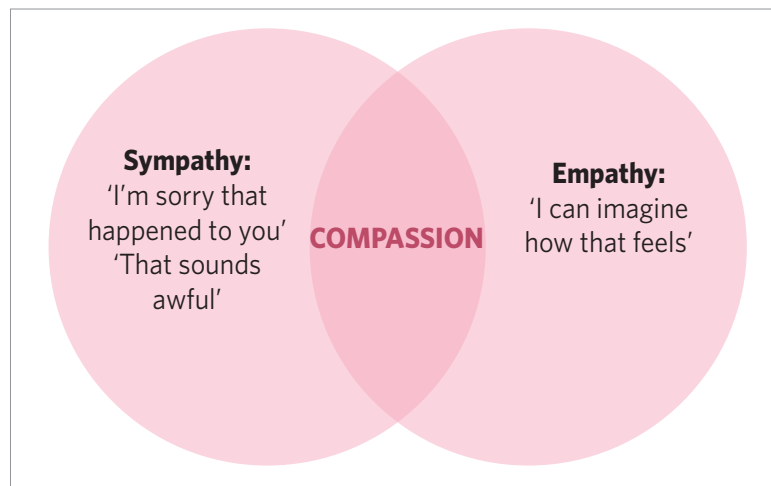 Sympathy:
‘I’m sorry that
happened to you’
‘That sounds
awful’
COMPASSION
Empathy:
‘I can imagine
how that feels’